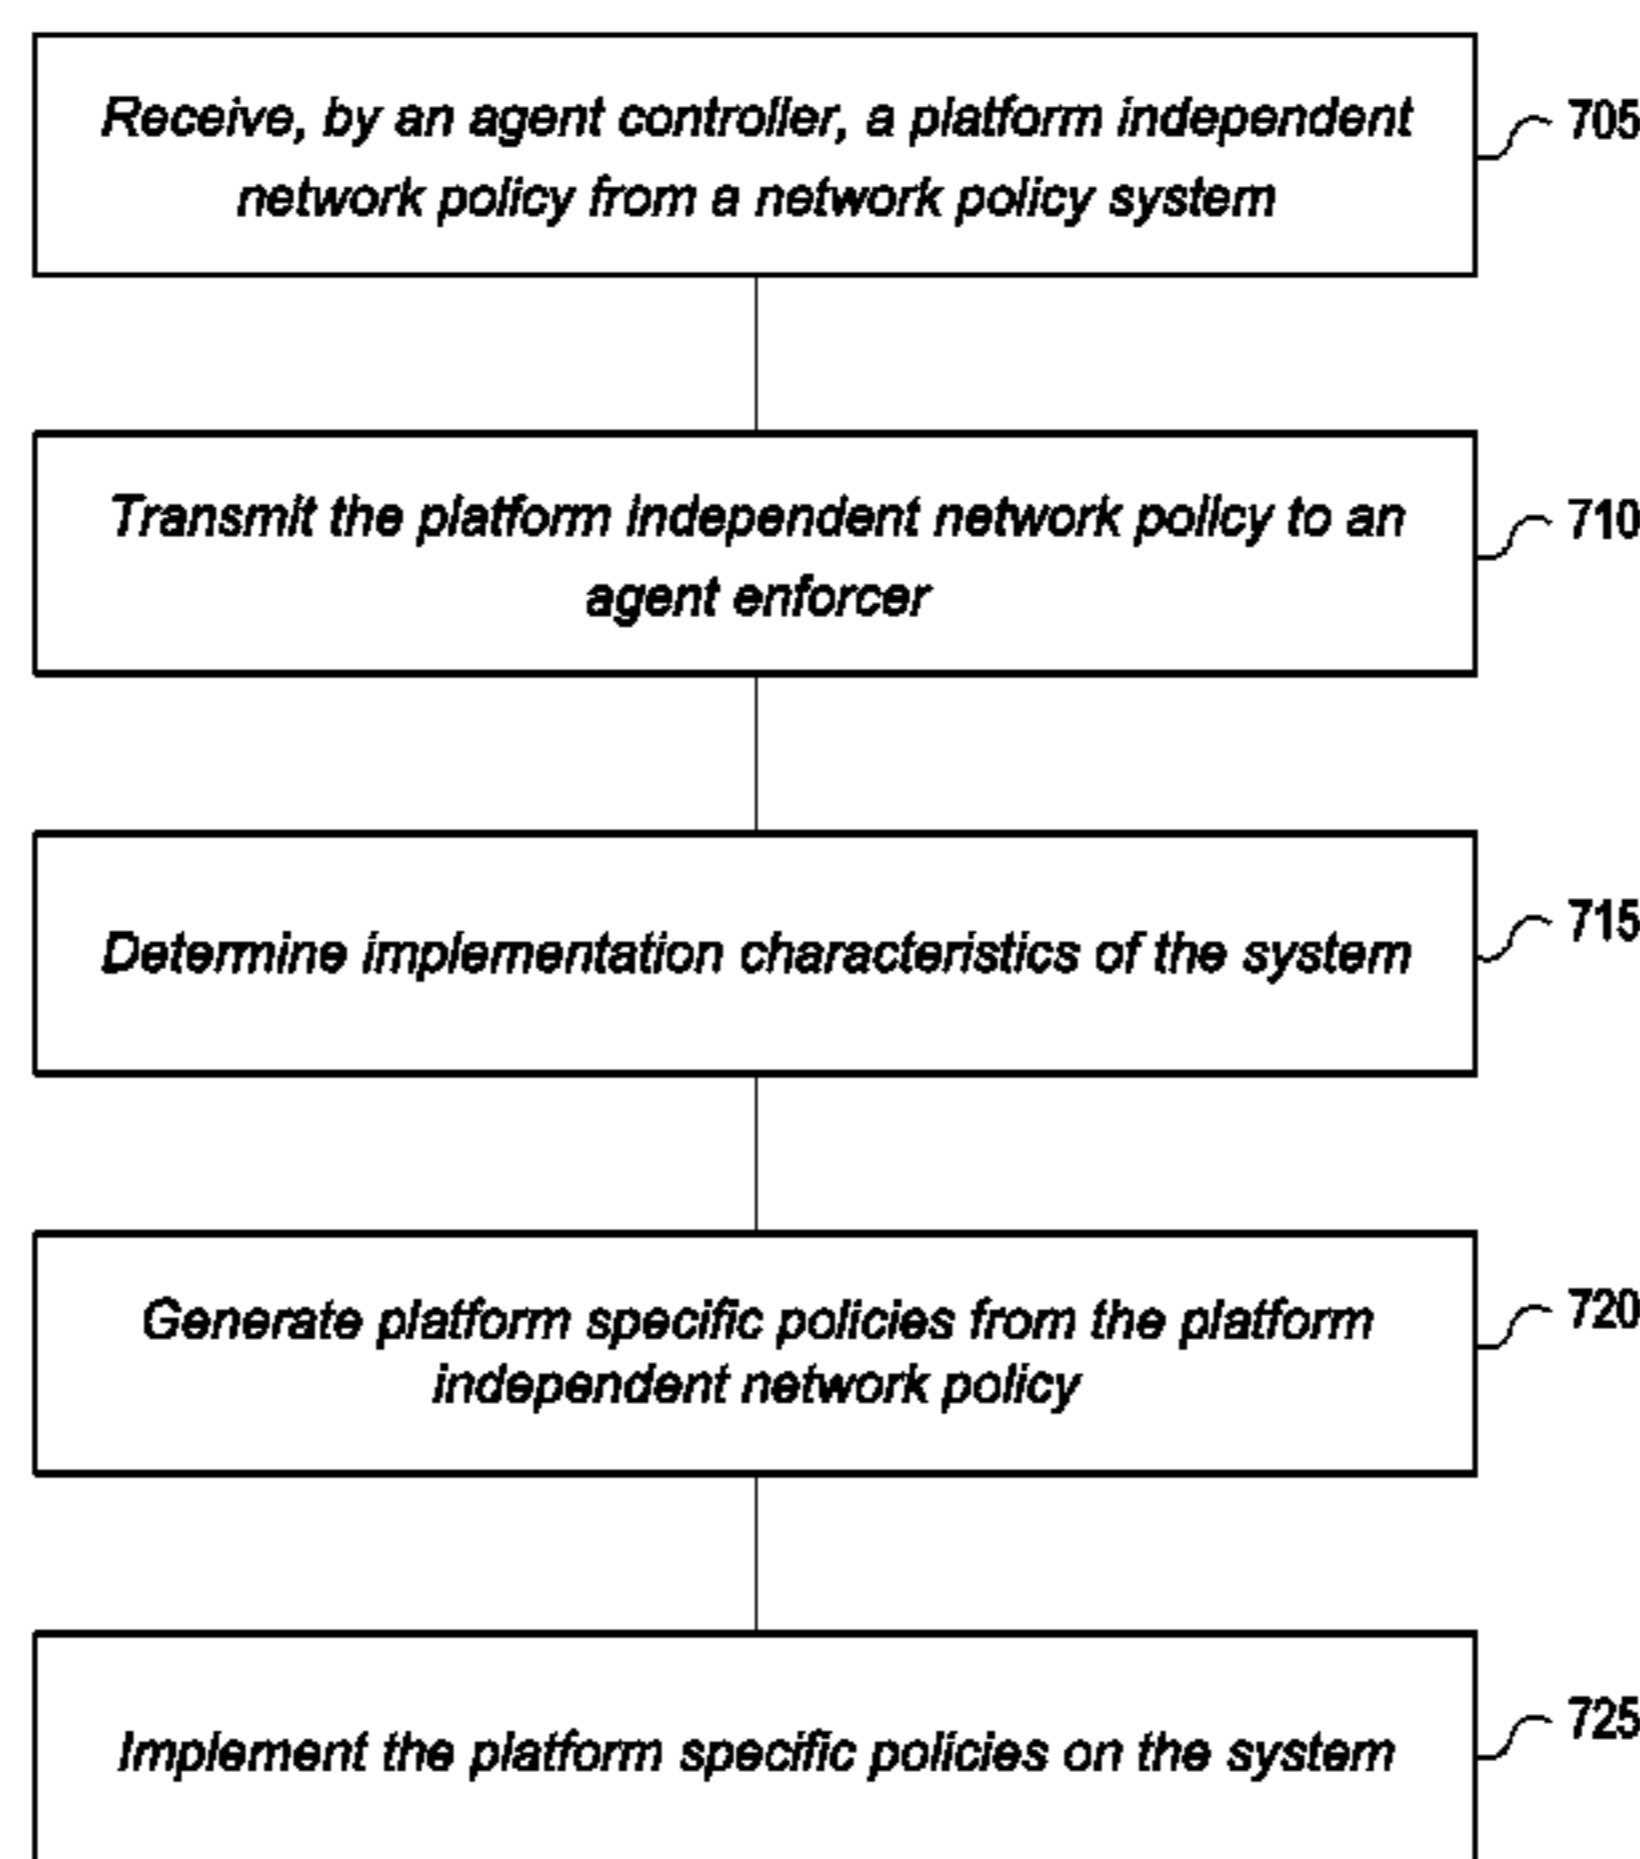 Receive, by an agent controller, a platform independent
network policy from a network policy system
705
Transmit the platform independent network policy to an
agent enforcer
710
Determine implementation characteristics of the system
715
Generate platform specific policies from the platform
independent network policy
720
Implement the platform specific policies on the system
725